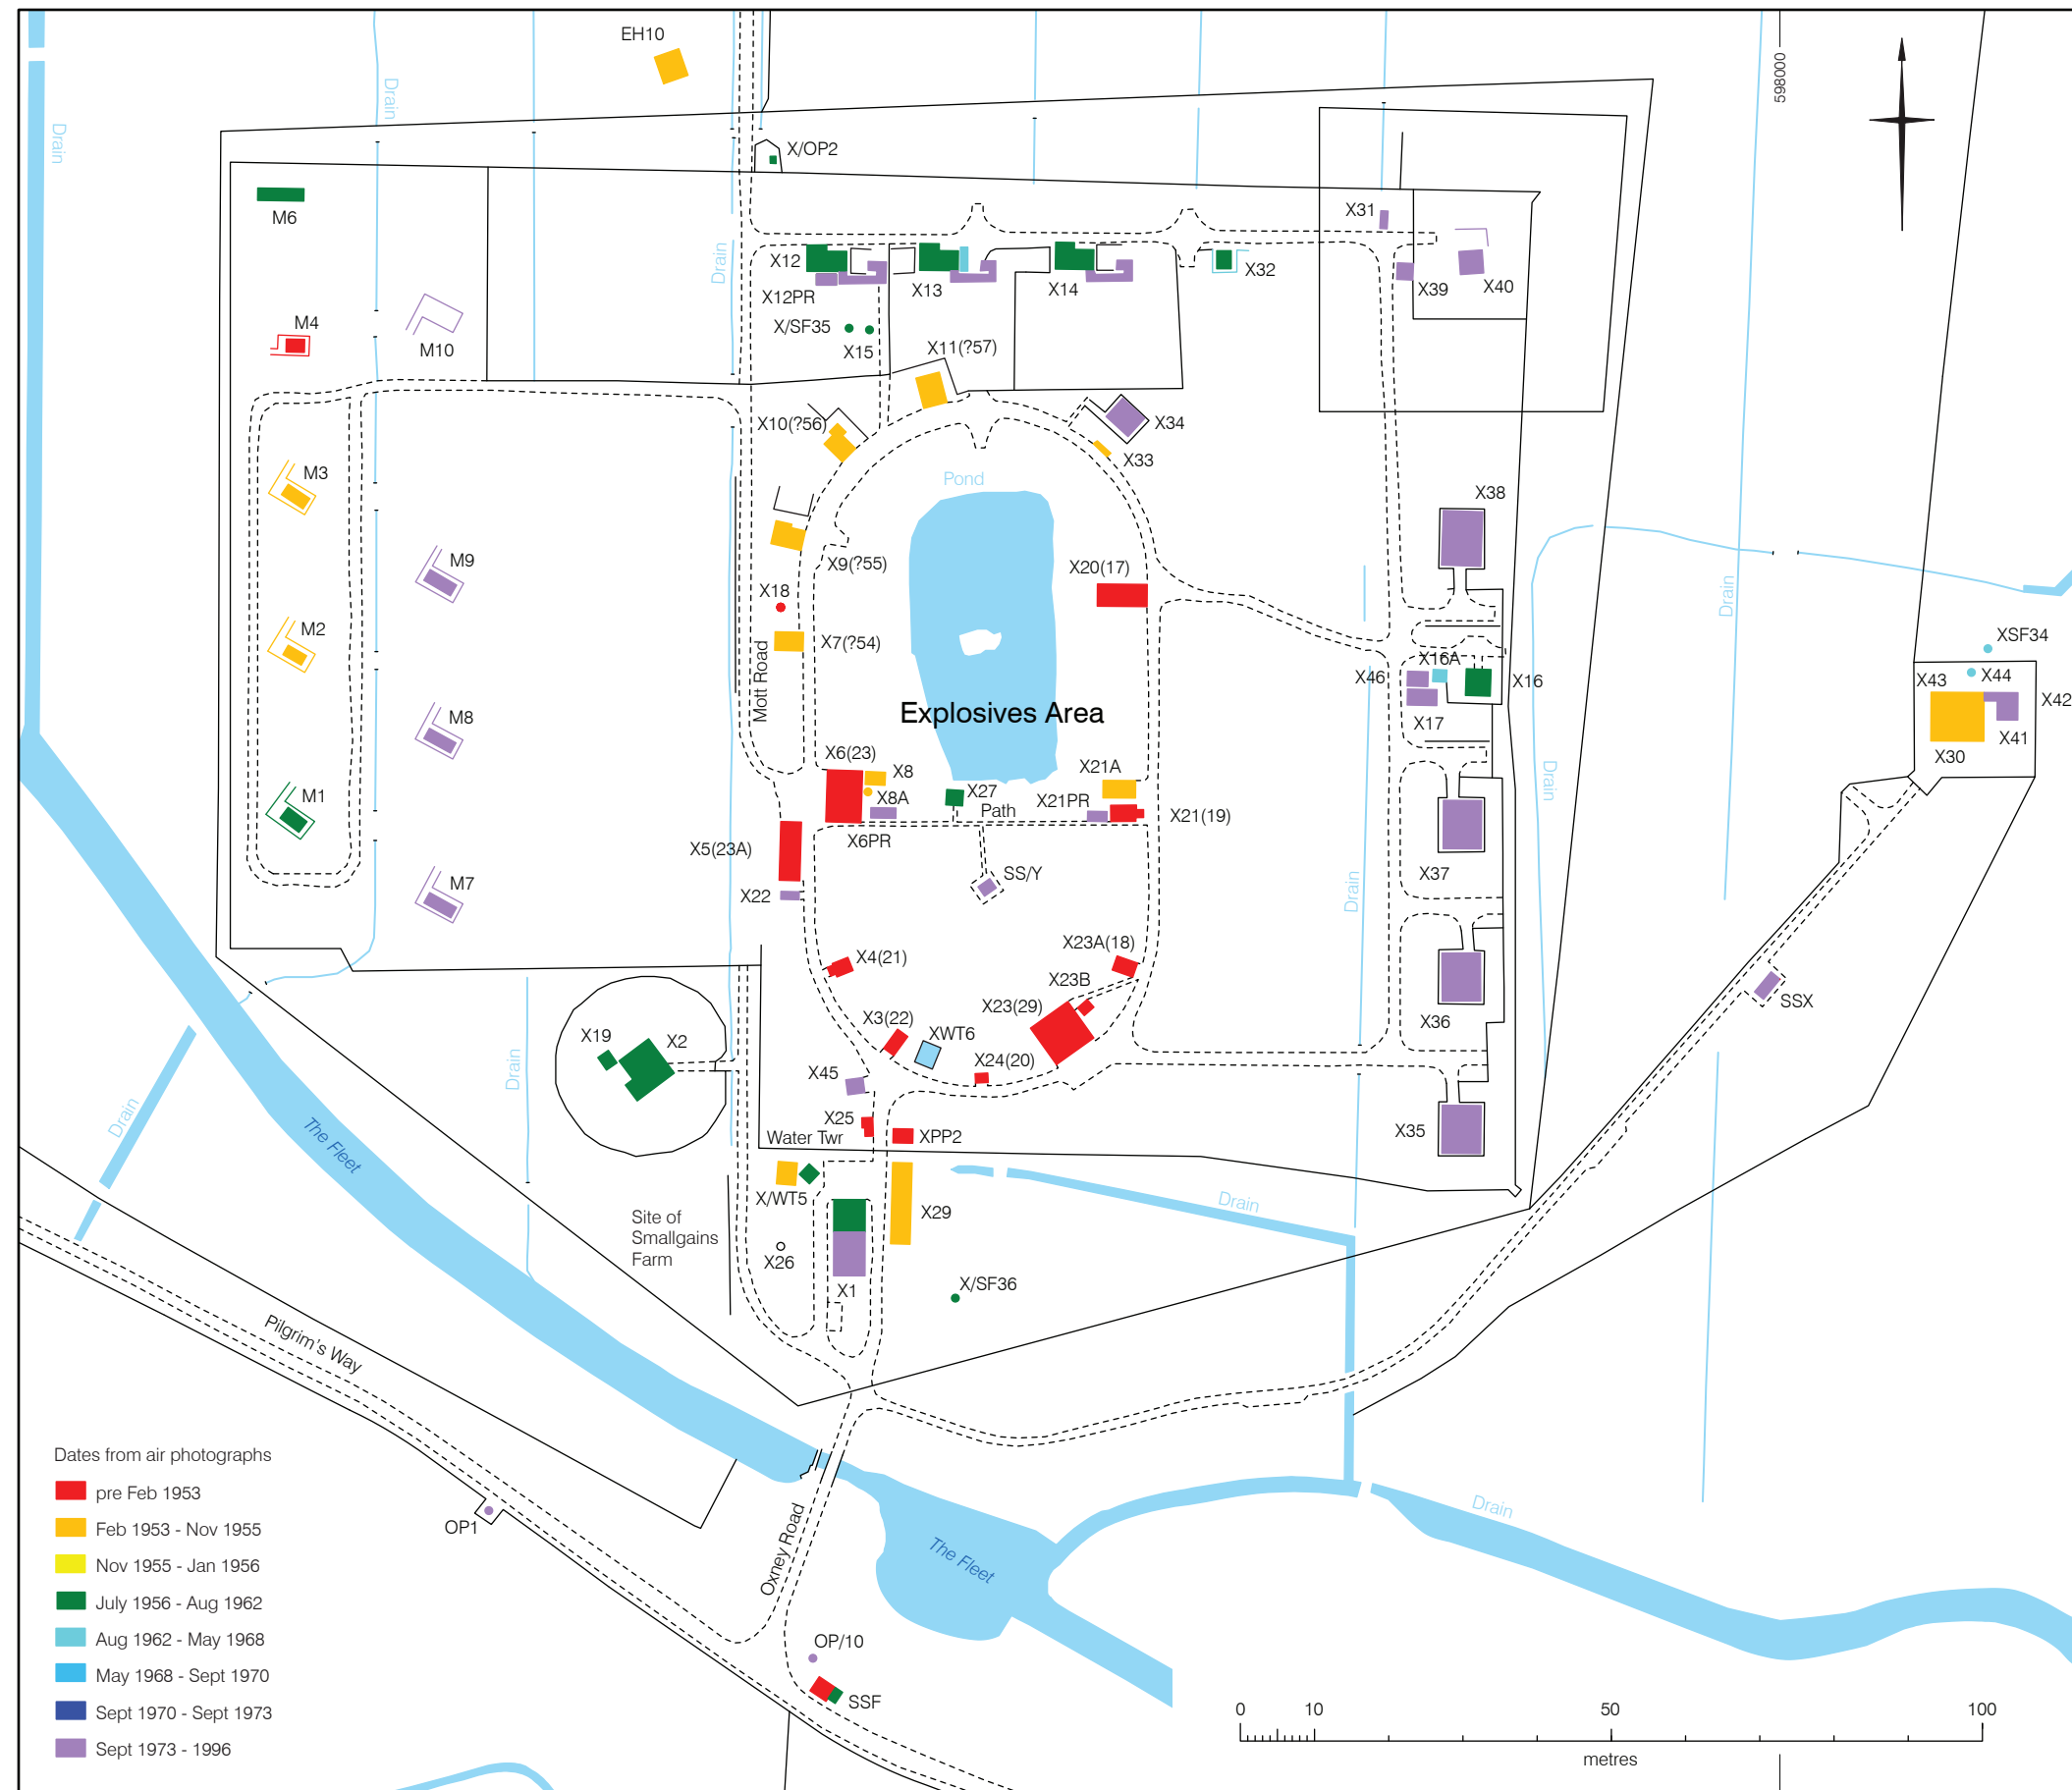 EH10
598000
Drain
Drain
X/OP2
M6
X31
Drain
X12
X32
X13
X14
X39
X40
X12PR
M4
M10
X/SF35
X15
X11(?57)
X10(?56)
X34
X33
M3
Pond
X38
M9
X9(?55)
X20(17)
X18
Drain
M2
X7(?54)
XSF34
Mott Road
X46
X16A
X16
X43
X44
X42
M8
Explosives Area
X17
X41
X30
X6(23)
X8
X21A
Drain
M1
X8A
X27
Path
X21PR
X21(19)
X6PR
X5(23A)
X37
M7
X22
SS/Y
Drain
X4(21)
X23A(18)
X23B
SSX
X23(29)
X3(22)
XWT6
X36
X19
X2
X24(20)
Drain
X45
X25
Drain
The Fleet
Water Twr
XPP2
X35
X/WT5
Drain
Site of
Smallgains
Farm
X29
X26
X1
X/SF36
Pilgrim's Way
Dates from air photographs
pre Feb 1953
Feb 1953 - Nov 1955
Nov 1955 - Jan 1956
July 1956 - Aug 1962
Aug 1962 - May 1968
May 1968 - Sept 1970
Sept 1970 - Sept 1973
Sept 1973 - 1996
OP1
Oxney Road
The Fleet
Drain
OP/10
SSF
0 10 50 100
metres